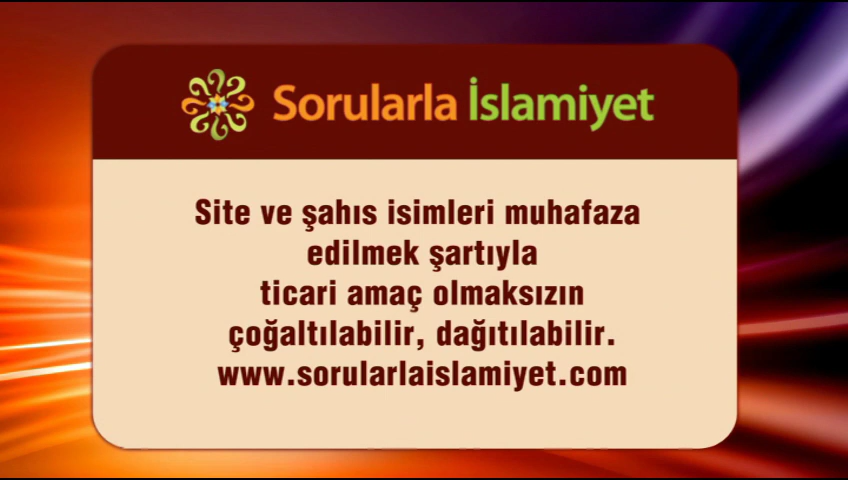 Sorularla İslamiyet
Site ve şahıs isimleri muhafaza
edilmek şartıyla
ticari amaç olmaksızın
çoğaltılabilir, dağıtılabilir.
www.sorularlaislamiyet.com